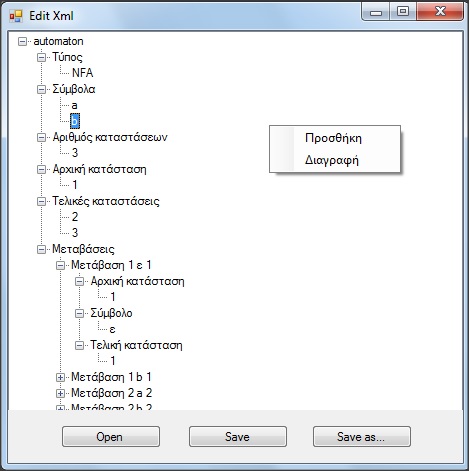 Edit Xml
automaton
Τύπος
NFA
Σύμβολα
a
b
Αριθμός καταστάσεων
3
Αρχική κατάσταση
1
Τελικές καταστάσεις
2
3
Μεταβάσεις
Μετάβαση 1 ε 1
Αρχική κατάσταση
1
Σύμβολο
ε
Τελική κατάσταση
1
Μετάβαση 1 b 1
Μετάβαση 2 a 2
Μετάβαση 2 b 2
Προσθήκη
Διαγραφή
Open
Save
Save as...